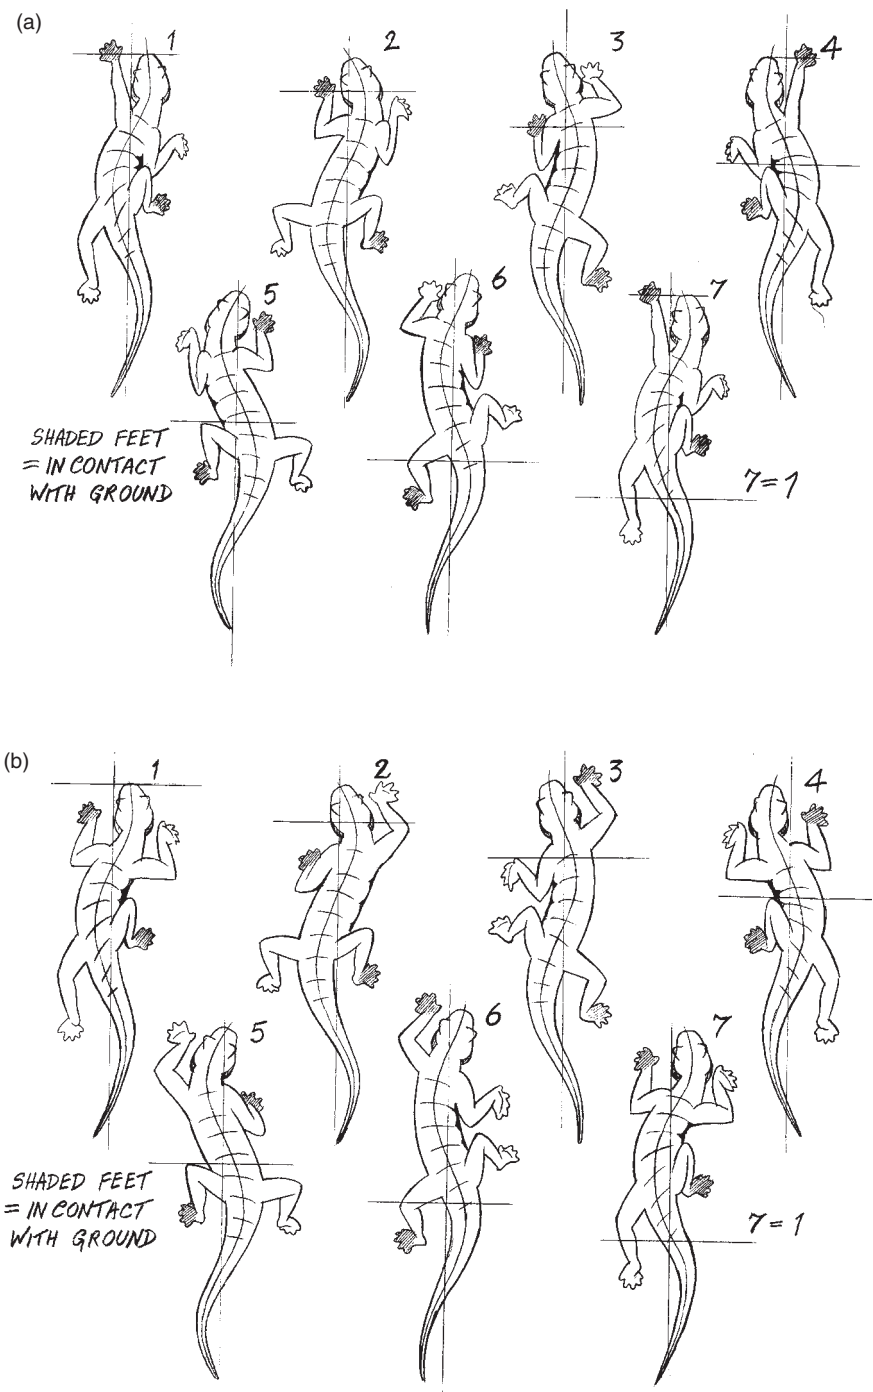 (a)
1
2
3
4
5
6
7
SHADED FEET
= IN CONTACT
WITH GROUND
7=1
(b)
1
2
3
4
5
6
7
SHADED FEET
= IN CONTACT
WITH GROUND
7=1